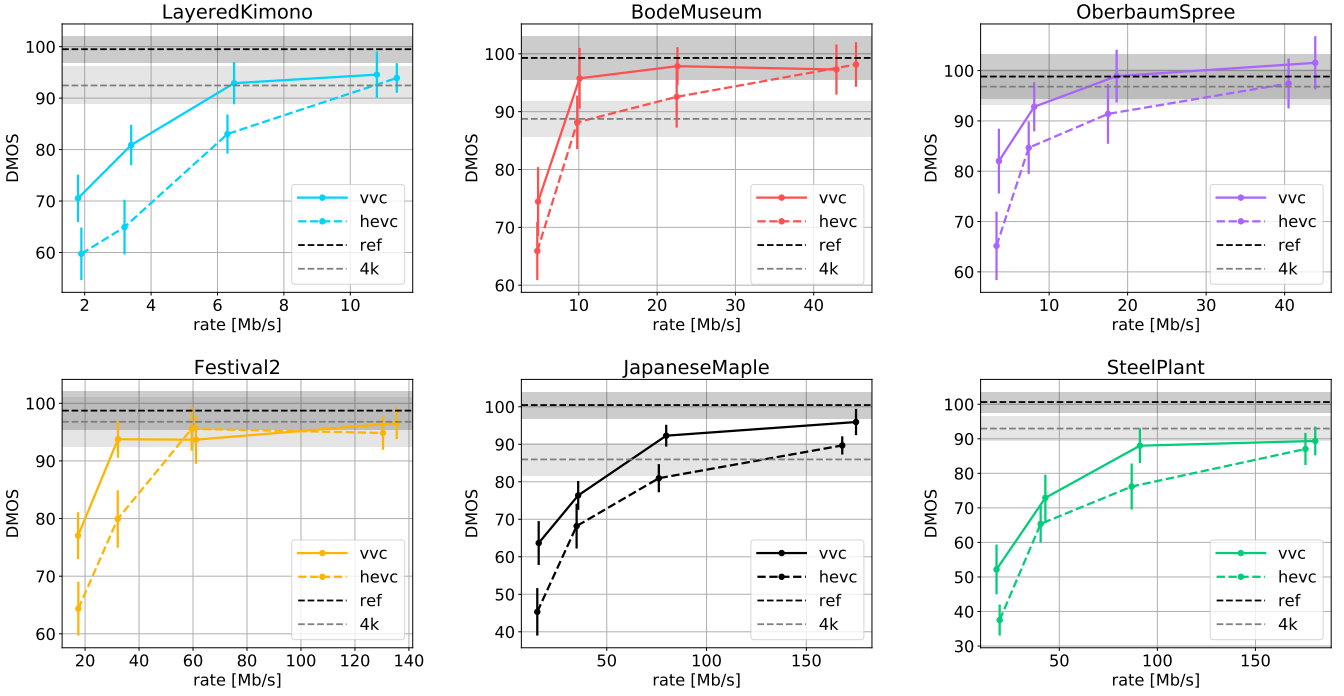 LayeredKimono
100
90
80
70
60
DMOS
2
4
6
8
10
rate [Mb/s]
vvc
hevc
ref
4k
BodeMuseum
100
90
80
70
60
DMOS
10
20
30
40
rate [Mb/s]
vvc
hevc
ref
4k
OberbaumSpree
100
90
80
70
60
DMOS
10
20
30
40
rate [Mb/s]
vvc
hevc
ref
4k
Festival2
100
90
80
70
60
DMOS
20
40
60
80
100
120
140
rate [Mb/s]
vvc
hevc
ref
4k
JapaneseMaple
100
90
80
70
60
50
40
DMOS
50
100
150
rate [Mb/s]
vvc
hevc
ref
4k
SteelPlant
100
90
80
70
60
50
40
30
DMOS
50
100
150
rate [Mb/s]
vvc
hevc
ref
4k